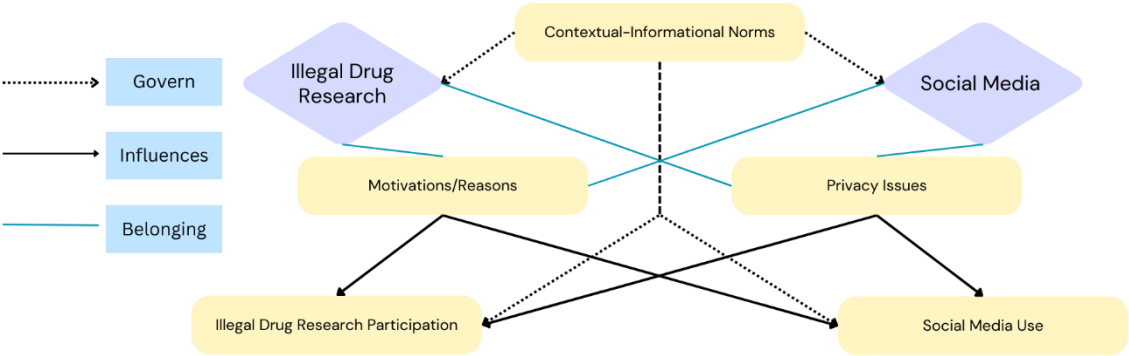 Contextual-Informational Norms
Govern
Illegal Drug
Research
Social Media
Influences
Motivations/Reasons
Privacy Issues
Belonging
Illegal Drug Research Participation
Social Media Use